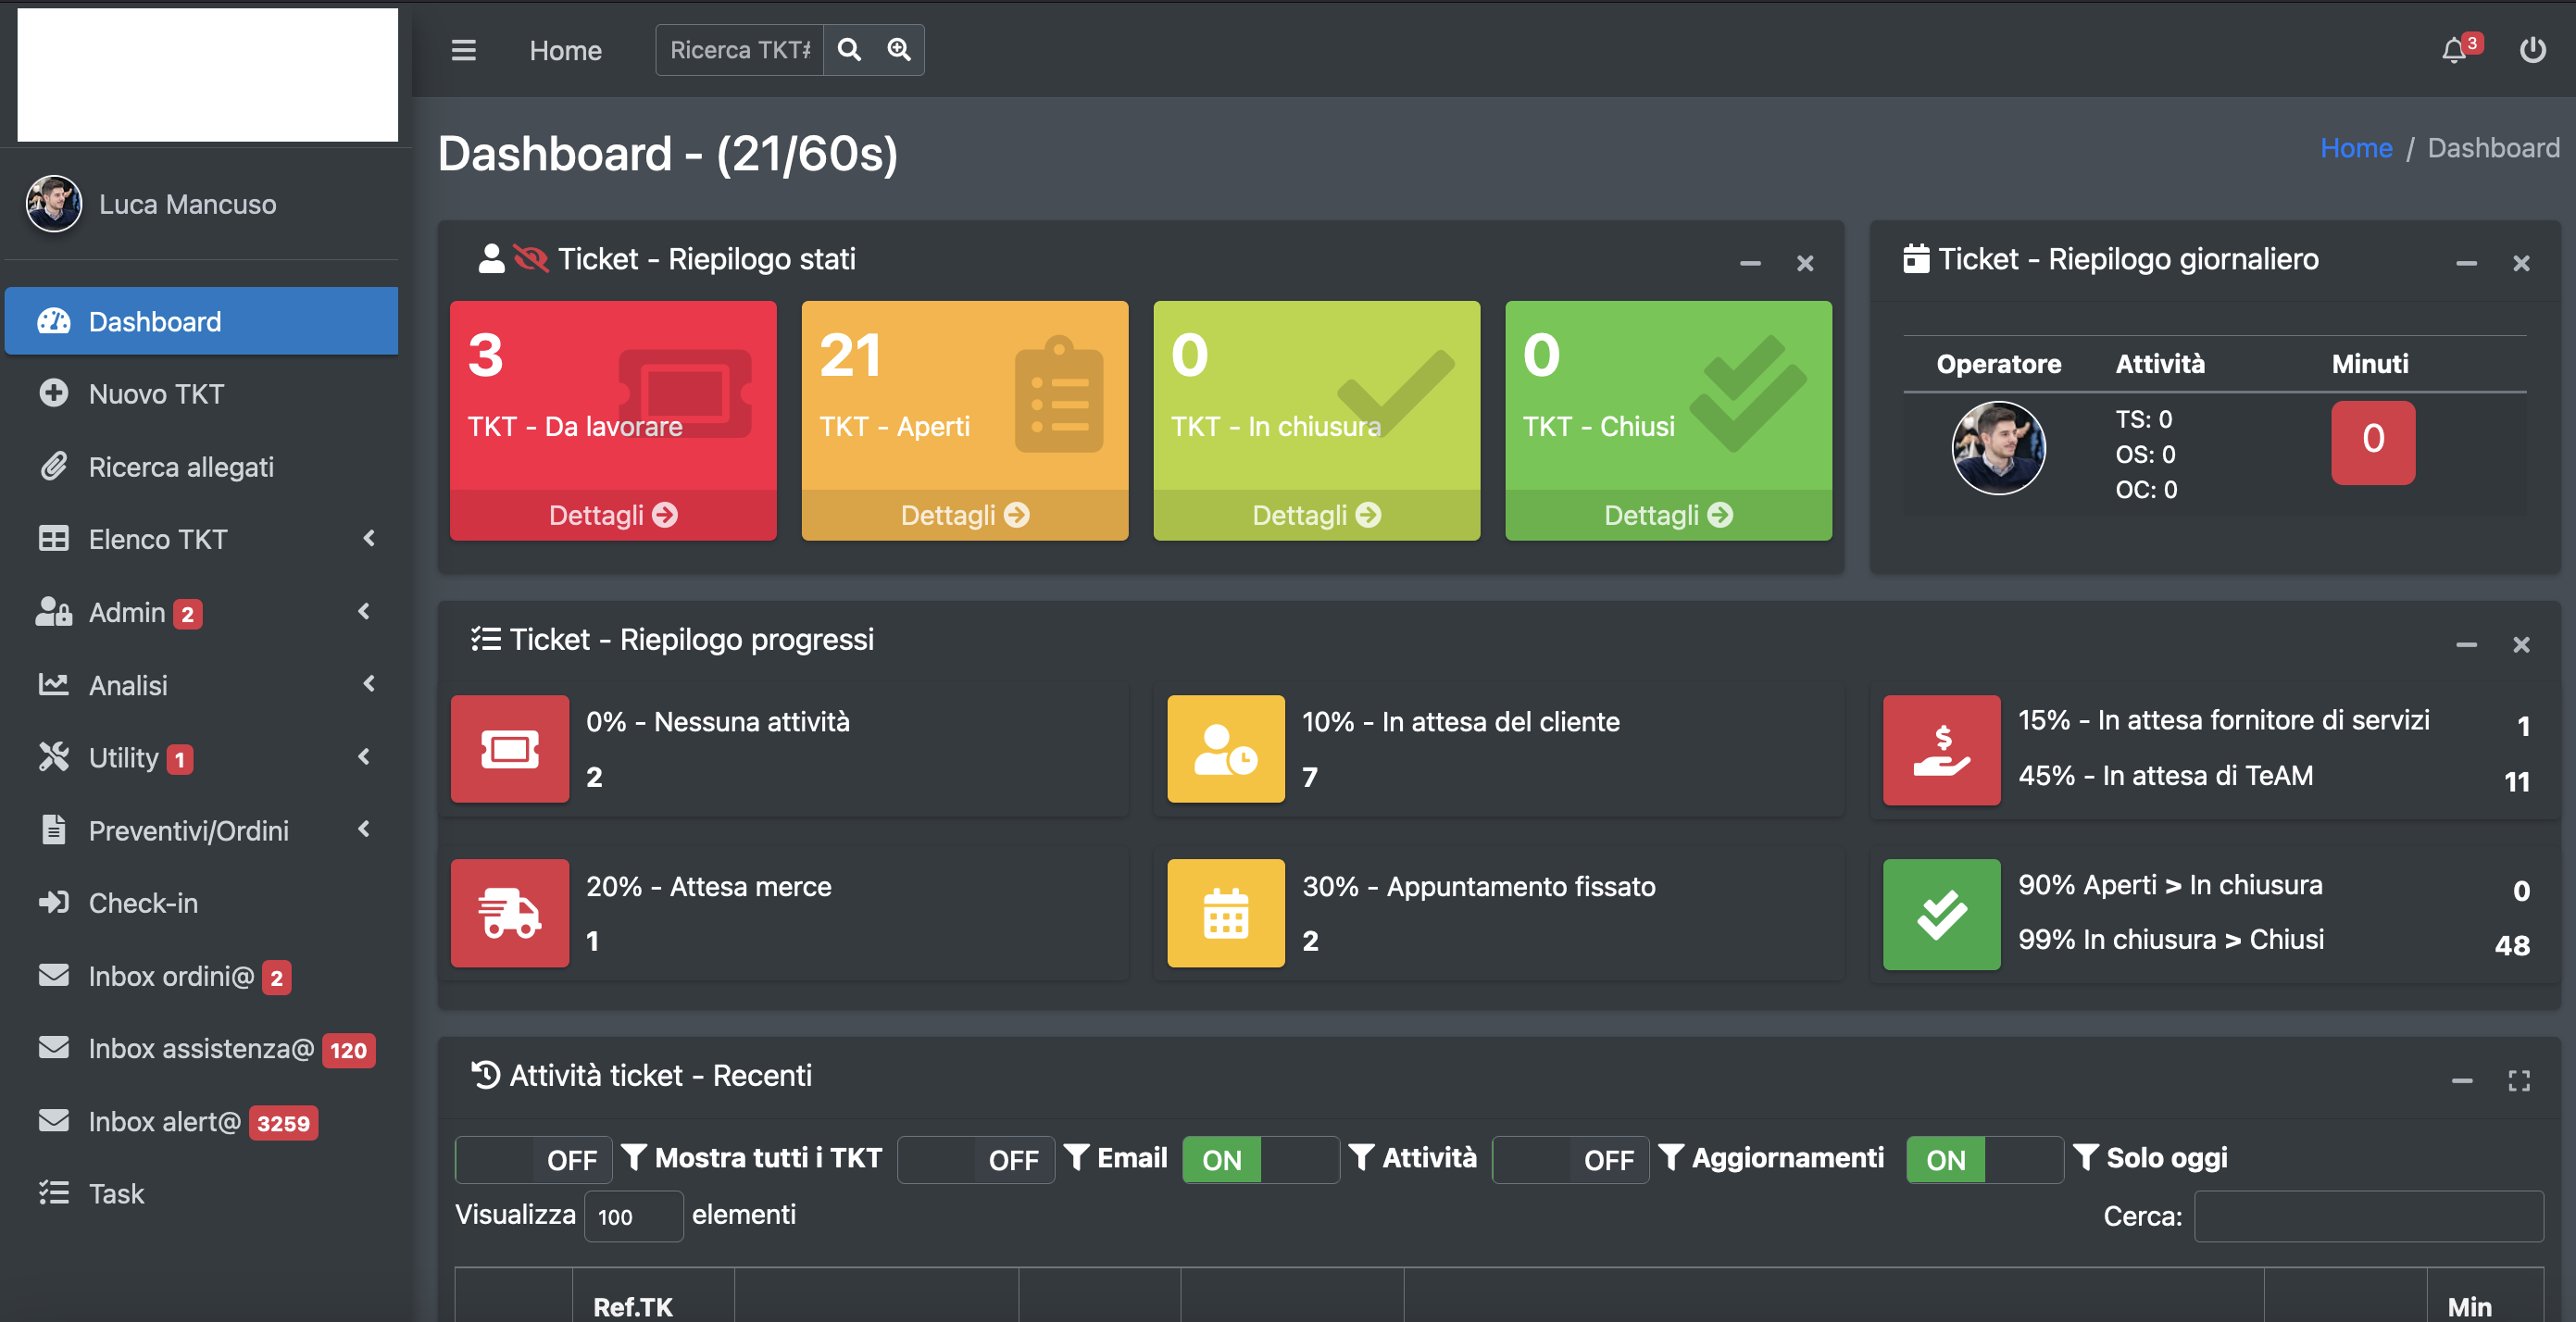 Home
Ricerca TKT#
3
Dashboard - (21/60s)
Home / Dashboard
Luca Mancuso
Dashboard
Nuovo TKT
Ricerca allegati
Elenco TKT
Admin 2
Analisi
Utility 1
Preventivi/Ordini
Check-in
Inbox ordini@ 2
Inbox assistenza@ 120
Inbox alert@ 3259
Task
Ticket - Riepilogo stati
3
TKT - Da lavorare
Dettagli
21
TKT - Aperti
Dettagli
0
TKT - In chiusura
Dettagli
0
TKT - Chiusi
Dettagli
Ticket - Riepilogo giornaliero
Operatore Attività Minuti
TS: 0
OS: 0
OC: 0
0
Ticket - Riepilogo progressi
0% - Nessuna attività
2
10% - In attesa del cliente
7
15% - In attesa fornitore di servizi 1
45% - In attesa di TeAM 11
20% - Attesa merce
1
30% - Appuntamento fissato
2
90% Aperti > In chiusura 0
99% In chiusura > Chiusi 48
Attività ticket - Recenti
OFF Mostra tutti i TKT OFF Email ON Attività OFF Aggiornamenti ON Solo oggi
Visualizza 100 elementi
Cerca:
Ref.TK Min